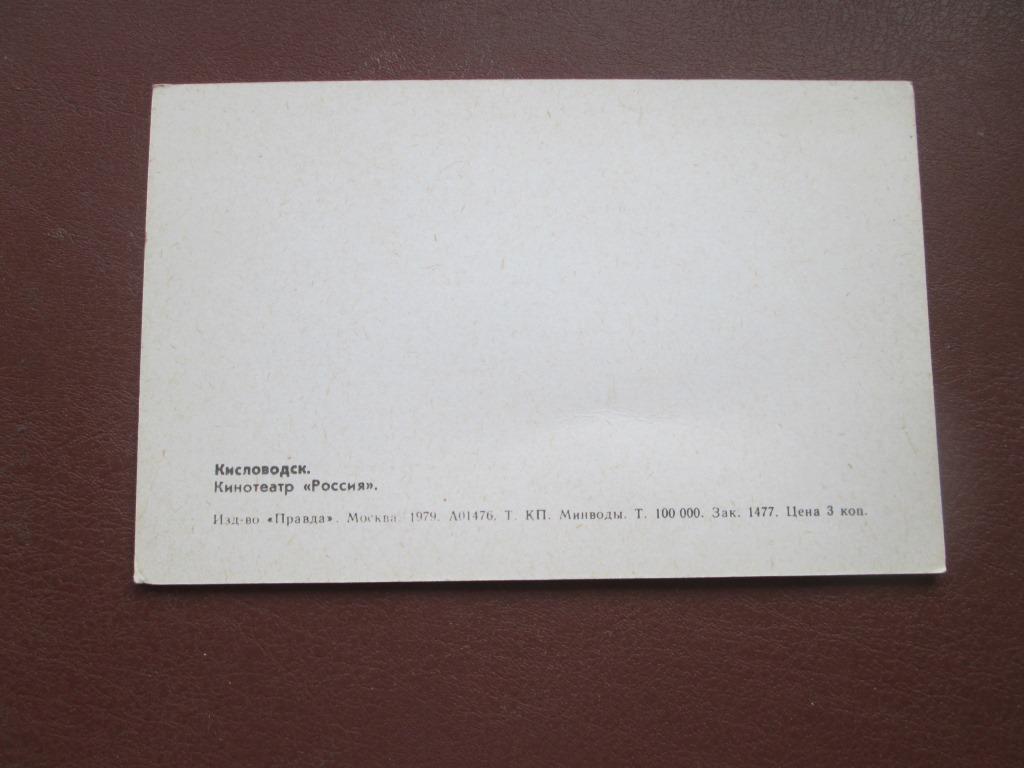 Кисловодск.
Кинотеатр «Россия».
Изд-во «Правда». Москва. 1979. А01476. Т. КП. Минводы. Т. 100 000. Зак. 1477. Цена 3 коп.